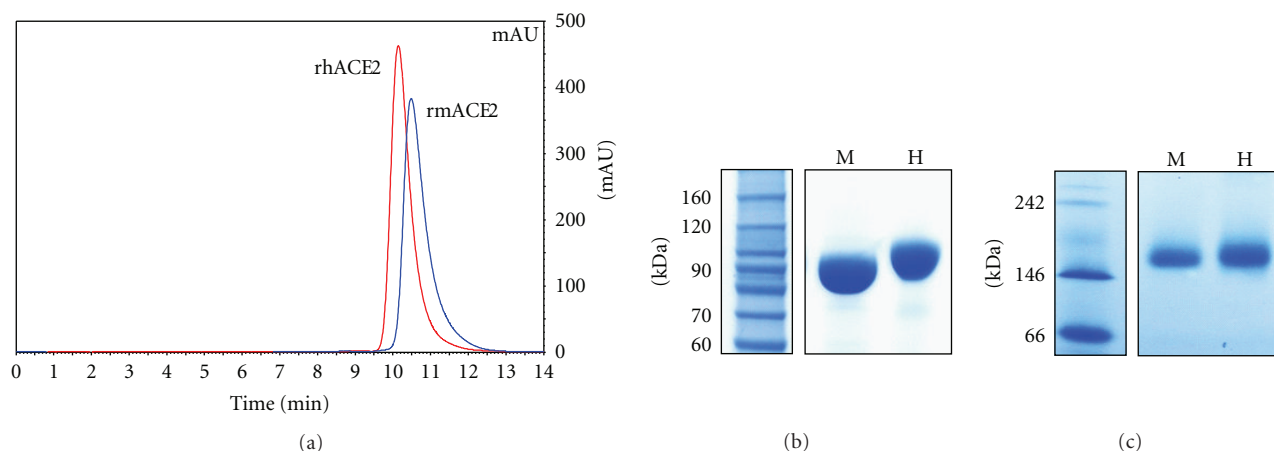 500
mAU
400
300
200
100
0
(mAU)
rhACE2
rmACE2
0 1 2 3 4 5 6 7 8 9 10 11 12 13 14
Time (min)
(a)
M H
160
120
90
70
60
(kDa)
(b)
M H
242
146
66
(kDa)
(c)